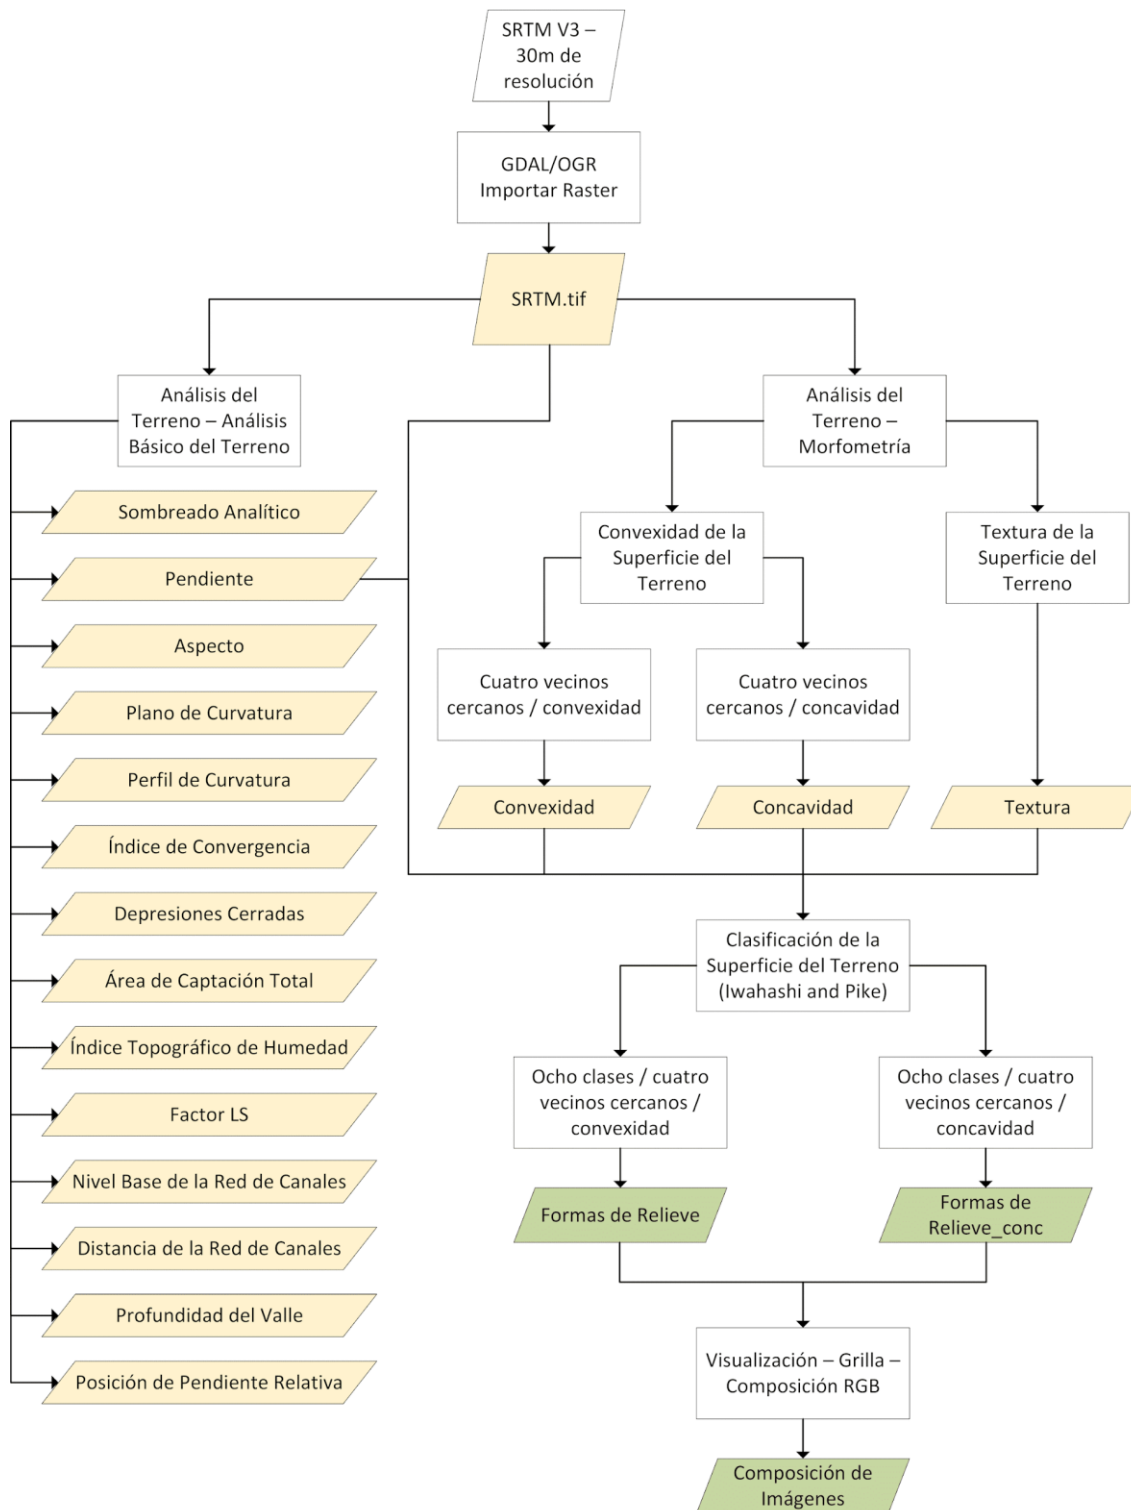 SRTM V3 –
30m de
resolución
GDAL/OGR
Importar Raster
SRTM.tif
Análisis del
Terreno – Análisis
Básico del Terreno
Sombreado Analítico
Pendiente
Aspecto
Plano de Curvatura
Perfil de Curvatura
Índice de Convergencia
Depresiones Cerradas
Área de Captación Total
Índice Topográfico de Humedad
Factor LS
Nivel Base de la Red de Canales
Distancia de la Red de Canales
Profundidad del Valle
Posición de Pendiente Relativa
Análisis del
Terreno –
Morfometría
Convexidad de la
Superficie del
Terreno
Textura de la
Superficie del
Terreno
Cuatro vecinos
cercanos / convexidad
Cuatro vecinos
cercanos / concavidad
Convexidad
Concavidad
Textura
Clasificación de la
Superficie del Terreno
(Iwahashi and Pike)
Ocho clases / cuatro
vecinos cercanos /
convexidad
Ocho clases / cuatro
vecinos cercanos /
concavidad
Formas de Relieve
Formas de
Relieve_conc
Visualización – Grilla –
Composición RGB
Composición de
Imágenes